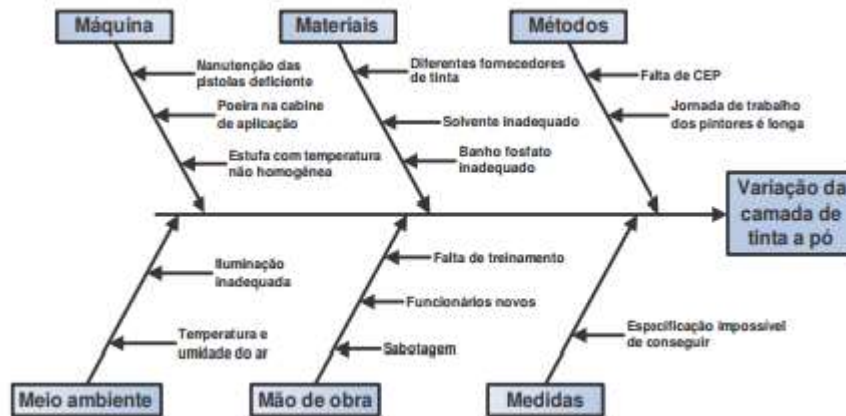 Máquina
Materiais
Métodos
Nanutenção das
pistolas deficiente
Poeira na cabine
de aplicação
Estufa com temperatura
não homogênea
Diferentes fornecedores
de tinta
Solvente inadequado
Banho fosfato
inadequado
Falta de CEP
Jornada de trabalho
dos pintores é longa
Variação da
camada de
tinta a pó
Iluminação
inadequada
Temperatura e
umidade do ar
Falta de treinamento
Funcionários novos
Sabotagem
Especificação impossível
de conseguir
Meio ambiente
Mão de obra
Medidas